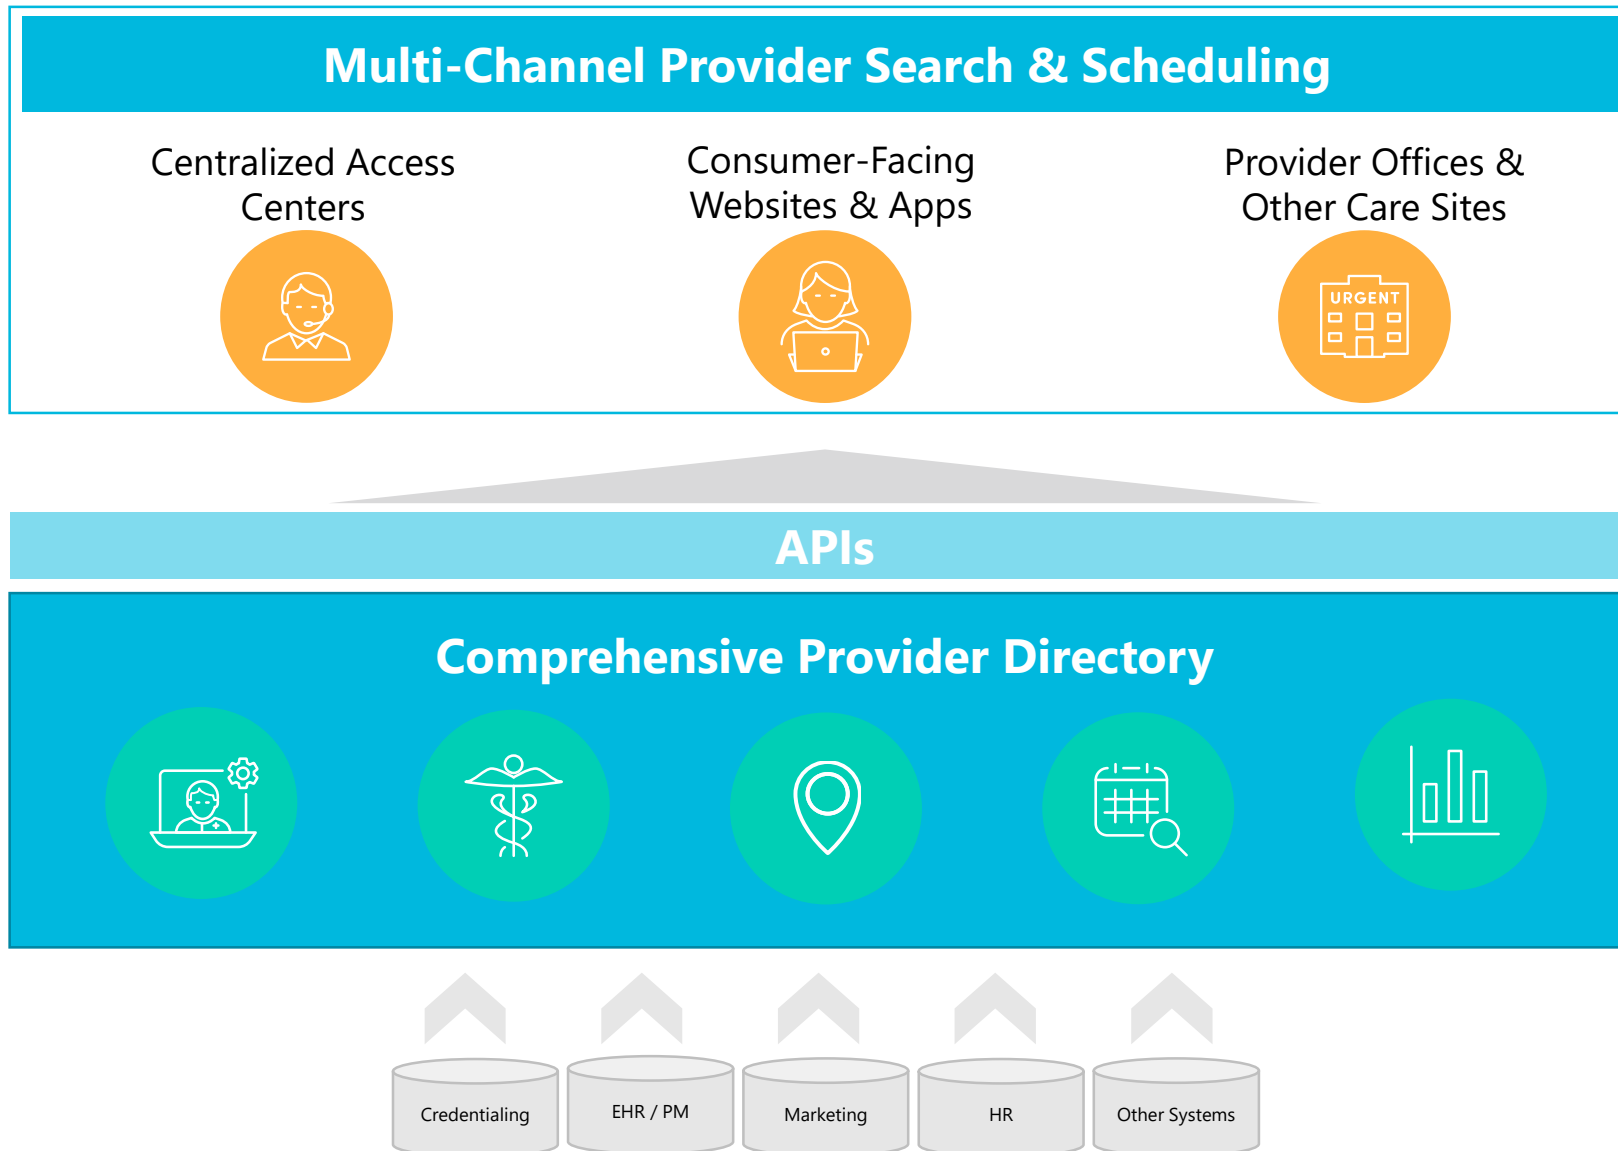 Multi-Channel Provider Search & Scheduling
Centralized Access
Centers
Consumer-Facing
Websites & Apps
Provider Offices &
Other Care Sites
URGENT
APIs
Comprehensive Provider Directory
Credentialing
EHR / PM
Marketing
HR
Other Systems